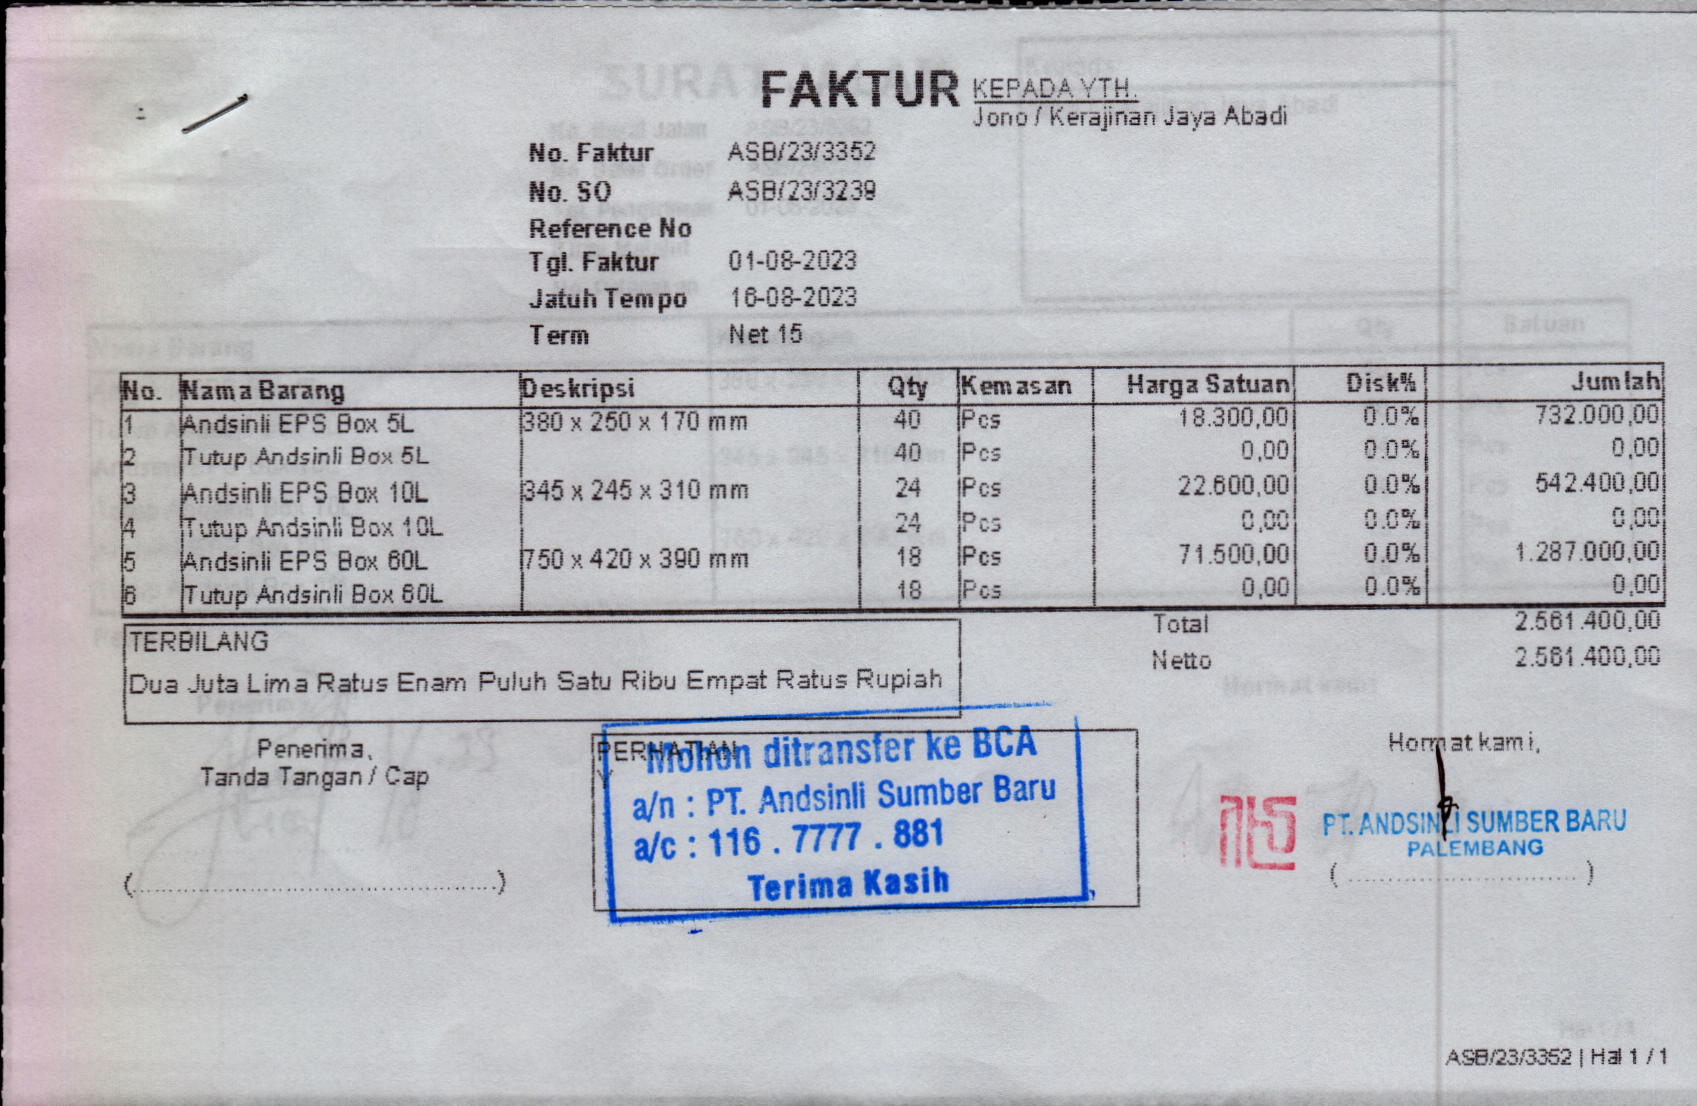 FAKTUR
KEPADA YTH.
Jono / Kerajinan Jaya Abadi
No. Faktur ASB/23/3352
No. SO ASB/23/3239
Reference No
Tgl. Faktur 01-08-2023
Jatuh Tempo 16-08-2023
Term Net 15
No. Nama Barang Deskripsi Qty Kemasan Harga Satuan Disk% Jumlah
1 Andsinli EPS Box 5L 380 x 250 x 170 mm 40 Pcs 18.300,00 0.0% 732.000,00
2 Tutup Andsinli Box 5L 40 Pcs 0,00 0.0% 0,00
3 Andsinli EPS Box 10L 345 x 245 x 310 mm 24 Pcs 22.600,00 0.0% 542.400,00
4 Tutup Andsinli Box 10L 24 Pcs 0,00 0.0% 0,00
5 Andsinli EPS Box 60L 750 x 420 x 390 mm 18 Pcs 71.500,00 0.0% 1.287.000,00
6 Tutup Andsinli Box 60L 18 Pcs 0,00 0.0% 0,00
Total 2.561.400,00
Netto 2.561.400,00
TERBILANG
Dua Juta Lima Ratus Enam Puluh Satu Ribu Empat Ratus Rupiah
Penerima,
Tanda Tangan / Cap
(........................................)
PERHATIAN
Y
Mohon ditransfer ke BCA
a/n : PT. Andsinli Sumber Baru
a/c : 116 . 7777 . 881
Terima Kasih
Hormat kami,
PT. ANDSINLI SUMBER BARU
PALEMBANG
(............................)
ASB/23/3352 | Hal 1 / 1